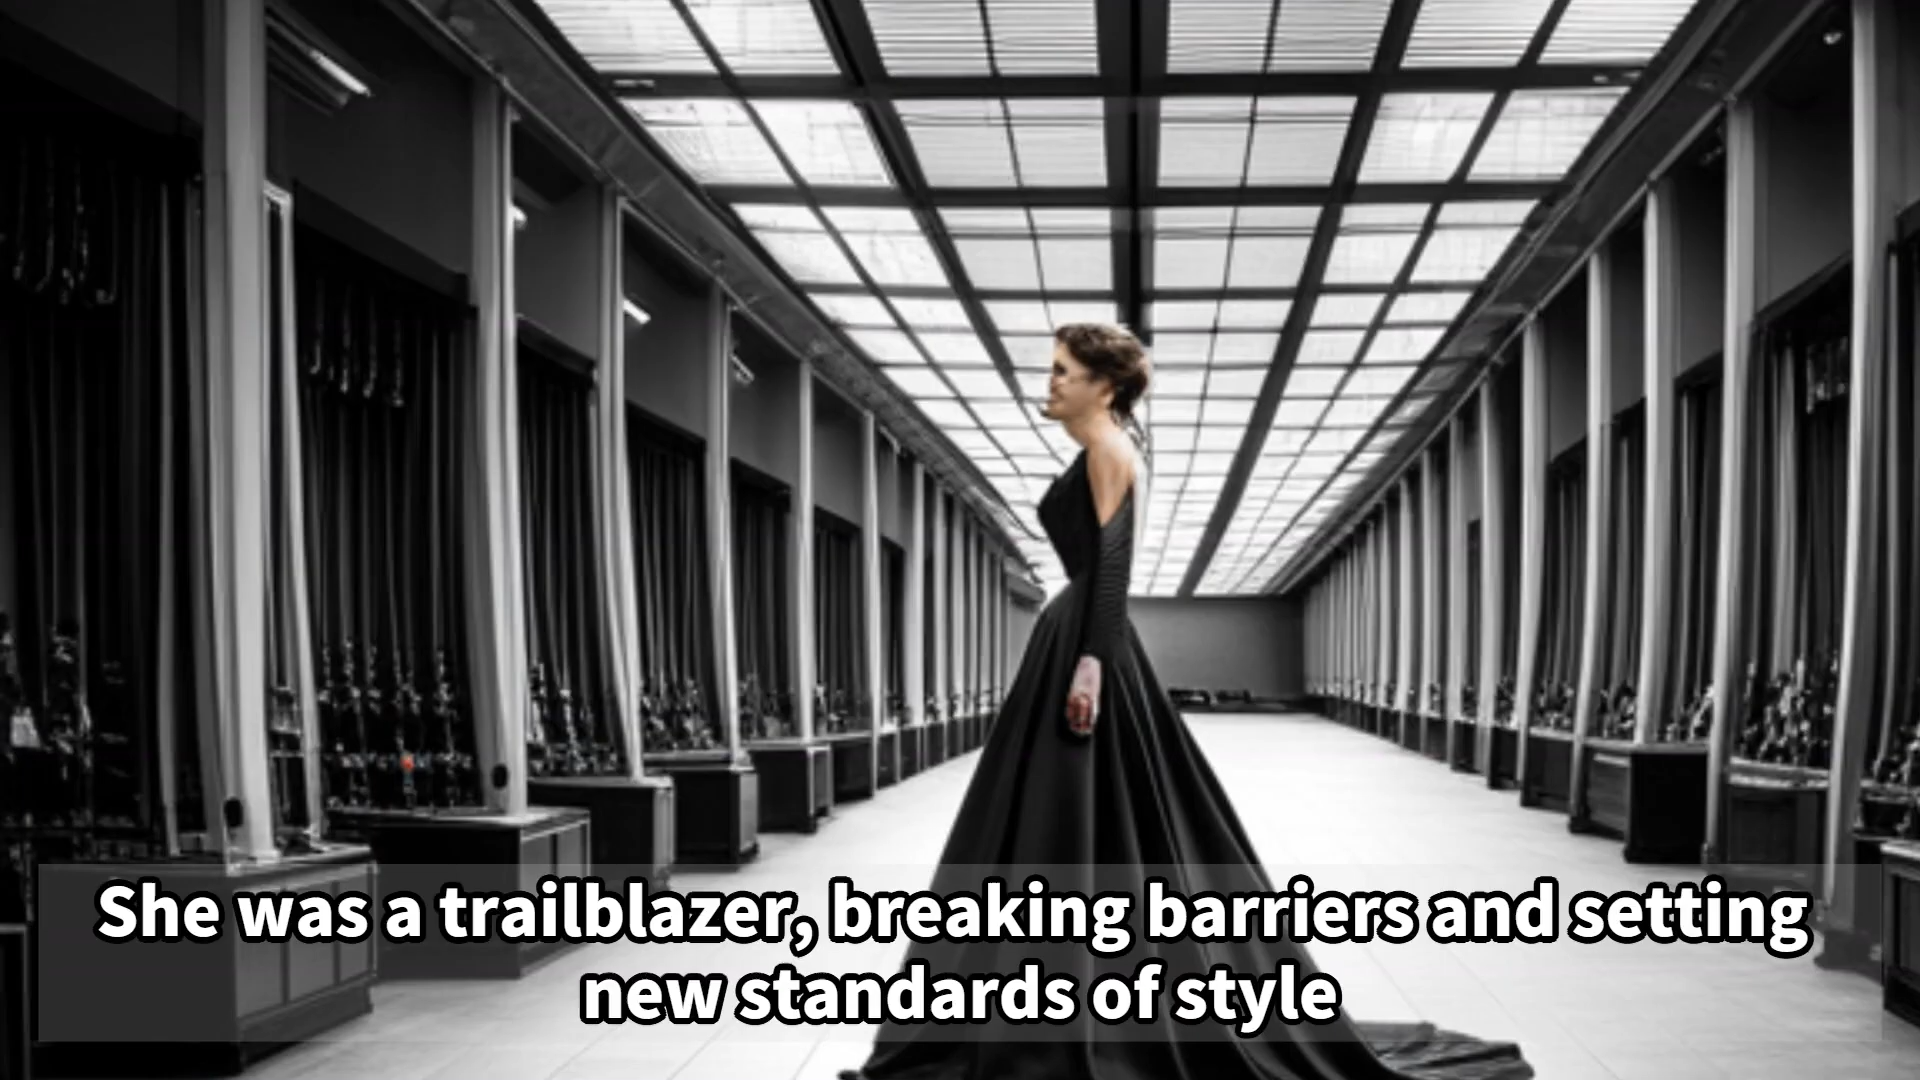 She was a trailblazer, breaking barriers and setting
new standards of style